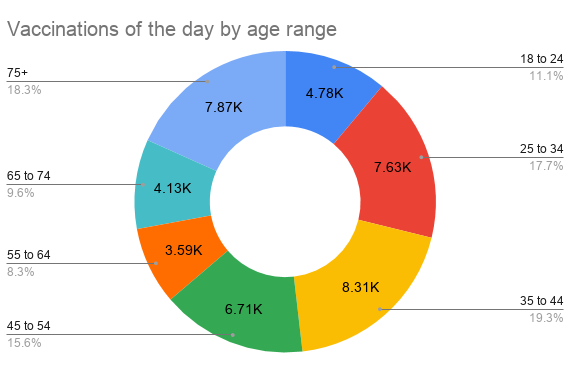 Vaccinations of the day by age range
18 to 24
11.1%
4.78K
25 to 34
17.7%
7.63K
35 to 44
19.3%
8.31K
45 to 54
15.6%
6.71K
55 to 64
8.3%
3.59K
65 to 74
9.6%
4.13K
75+
18.3%
7.87K